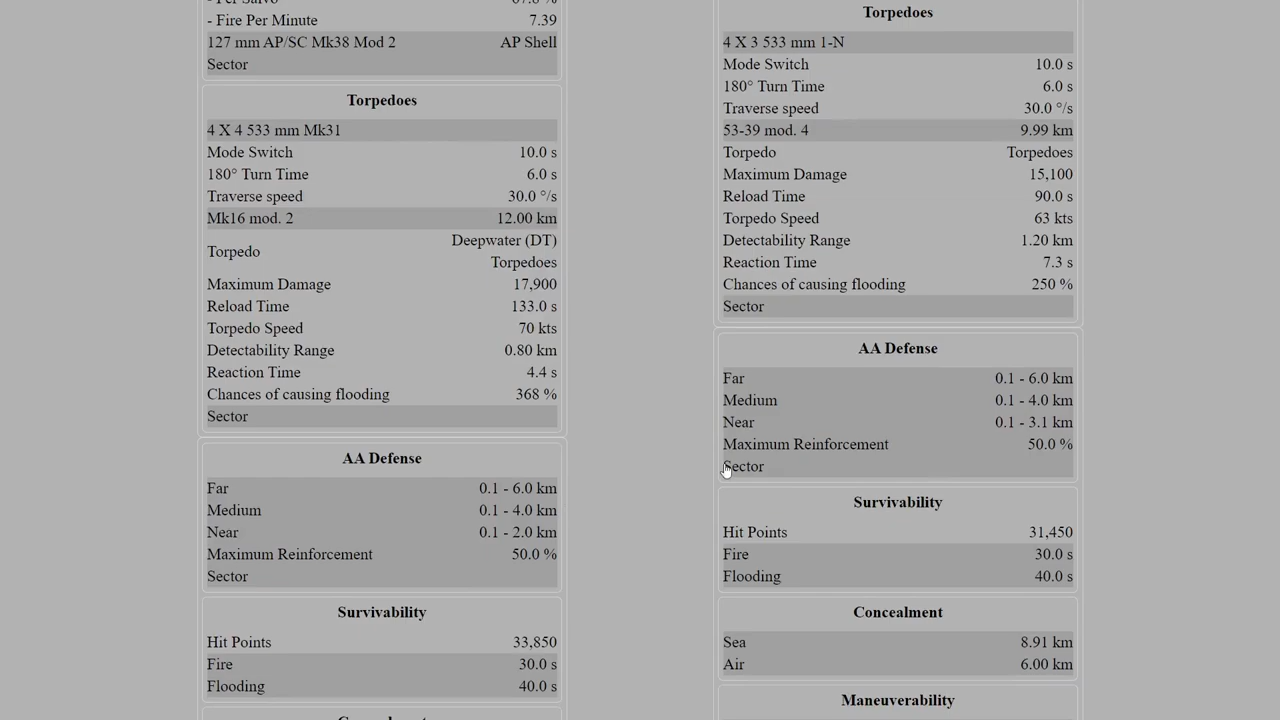 - Fire Per Minute 7.39
127 mm AP/SC Mk38 Mod 2 AP Shell
Sector
Torpedoes
4 X 4 533 mm Mk31
Mode Switch 10.0 s
180° Turn Time 6.0 s
Traverse speed 30.0 °/s
Mk16 mod. 2 12.00 km
Torpedo Deepwater (DT)
Torpedoes
Maximum Damage 17,900
Reload Time 133.0 s
Torpedo Speed 70 kts
Detectability Range 0.80 km
Reaction Time 4.4 s
Chances of causing flooding 368 %
Sector
AA Defense
Far 0.1 - 6.0 km
Medium 0.1 - 4.0 km
Near 0.1 - 2.0 km
Maximum Reinforcement 50.0 %
Sector
Survivability
Hit Points 33,850
Fire 30.0 s
Flooding 40.0 s
Torpedoes
4 X 3 533 mm 1-N
Mode Switch 10.0 s
180° Turn Time 6.0 s
Traverse speed 30.0 °/s
53-39 mod. 4 9.99 km
Torpedo Torpedoes
Maximum Damage 15,100
Reload Time 90.0 s
Torpedo Speed 63 kts
Detectability Range 1.20 km
Reaction Time 7.3 s
Chances of causing flooding 250 %
Sector
AA Defense
Far 0.1 - 6.0 km
Medium 0.1 - 4.0 km
Near 0.1 - 3.1 km
Maximum Reinforcement 50.0 %
Sector
Survivability
Hit Points 31,450
Fire 30.0 s
Flooding 40.0 s
Concealment
Sea 8.91 km
Air 6.00 km
Maneuverability